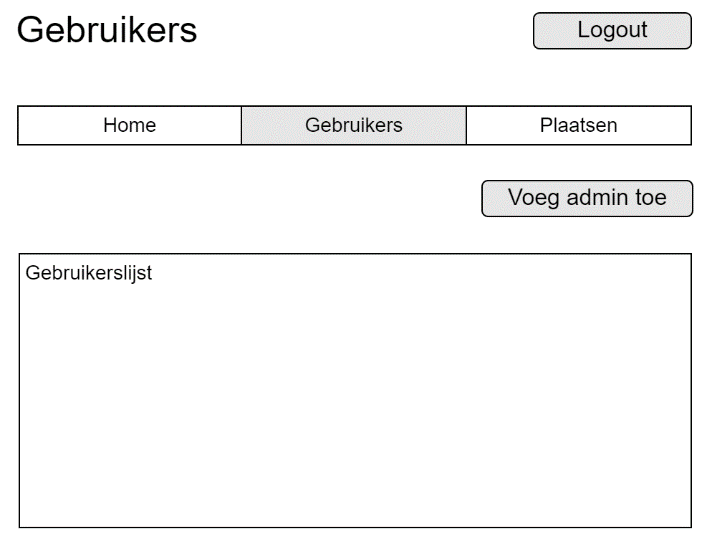 Gebruikers
Logout
Home
Gebruikers
Plaatsen
Voeg admin toe
Gebruikerslijst